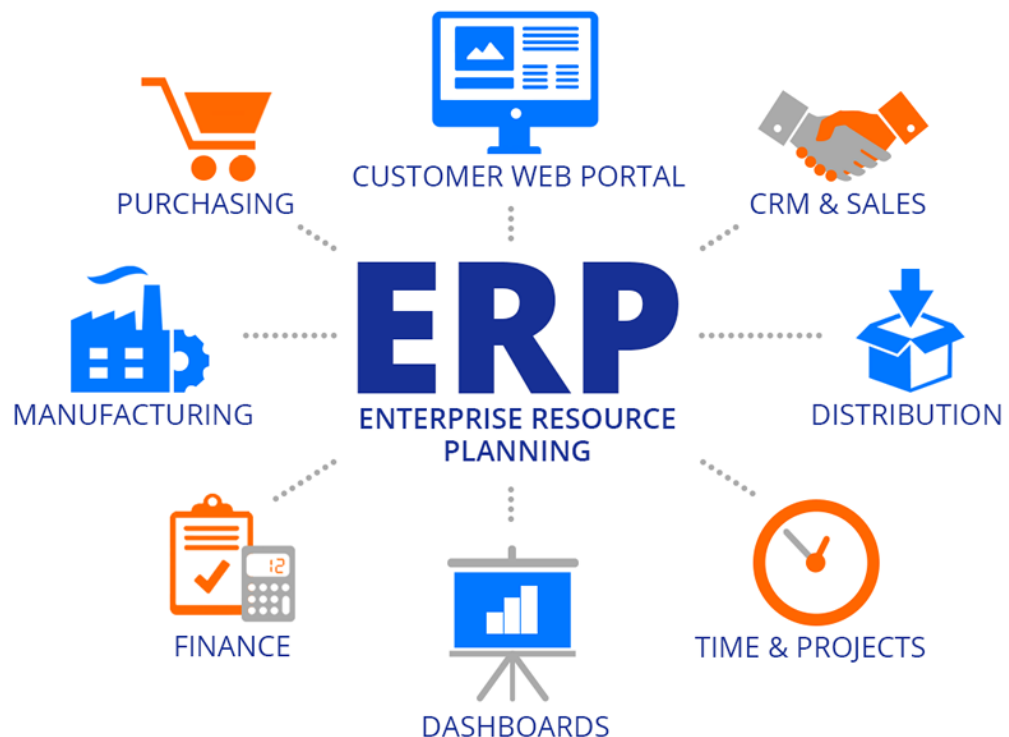 CUSTOMER WEB PORTAL
PURCHASING
CRM & SALES
ERP
ENTERPRISE RESOURCE
PLANNING
MANUFACTURING
DISTRIBUTION
12
FINANCE
TIME & PROJECTS
DASHBOARDS